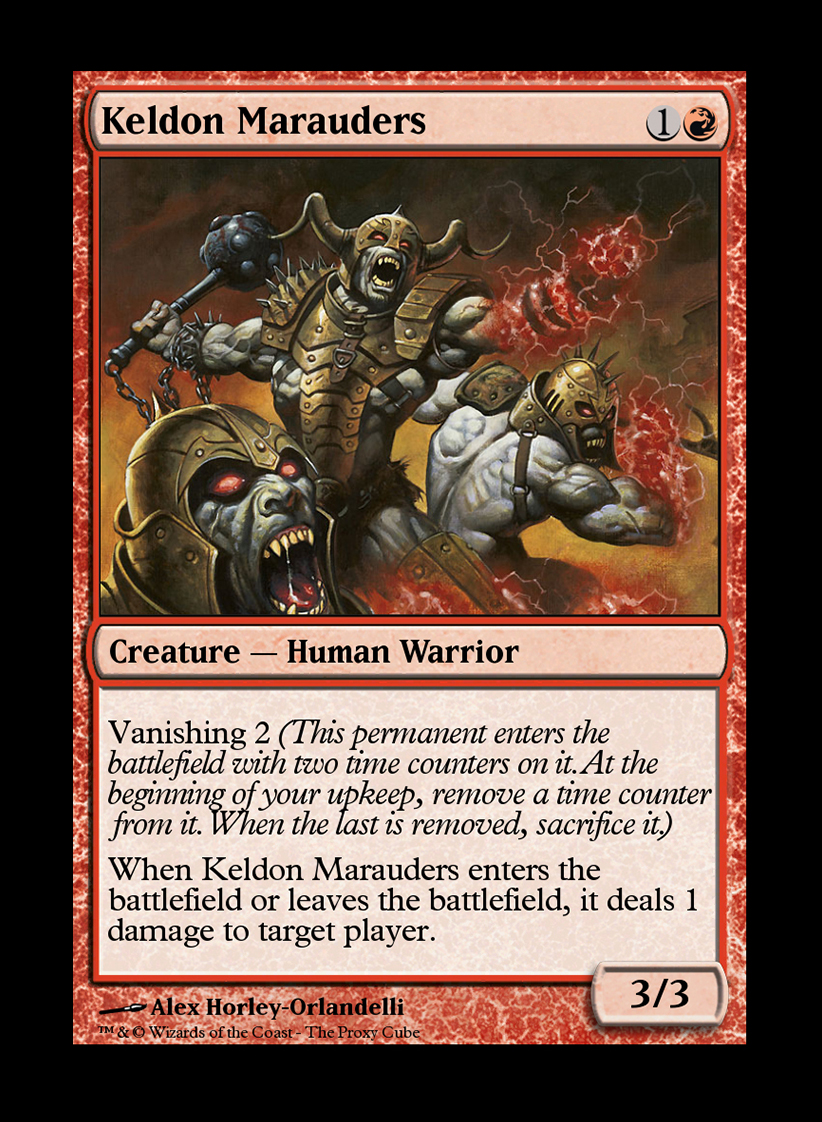 Keldon Marauders 1
Creature — Human Warrior
Vanishing 2 (This permanent enters the
battlefield with two time counters on it. At the
beginning of your upkeep, remove a time counter
from it. When the last is removed, sacrifice it.)
When Keldon Marauders enters the
battlefield or leaves the battlefield, it deals 1
damage to target player.
3/3
Alex Horley-Orlandelli
™ & © Wizards of the Coast - The Proxy Cube